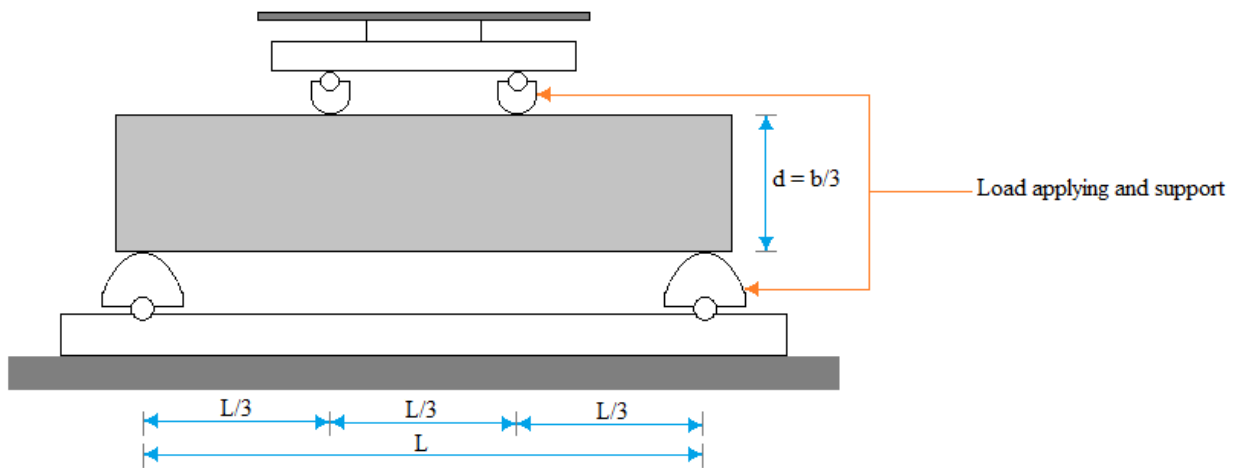 d = b/3
Load applying and support
L/3
L/3
L/3
L